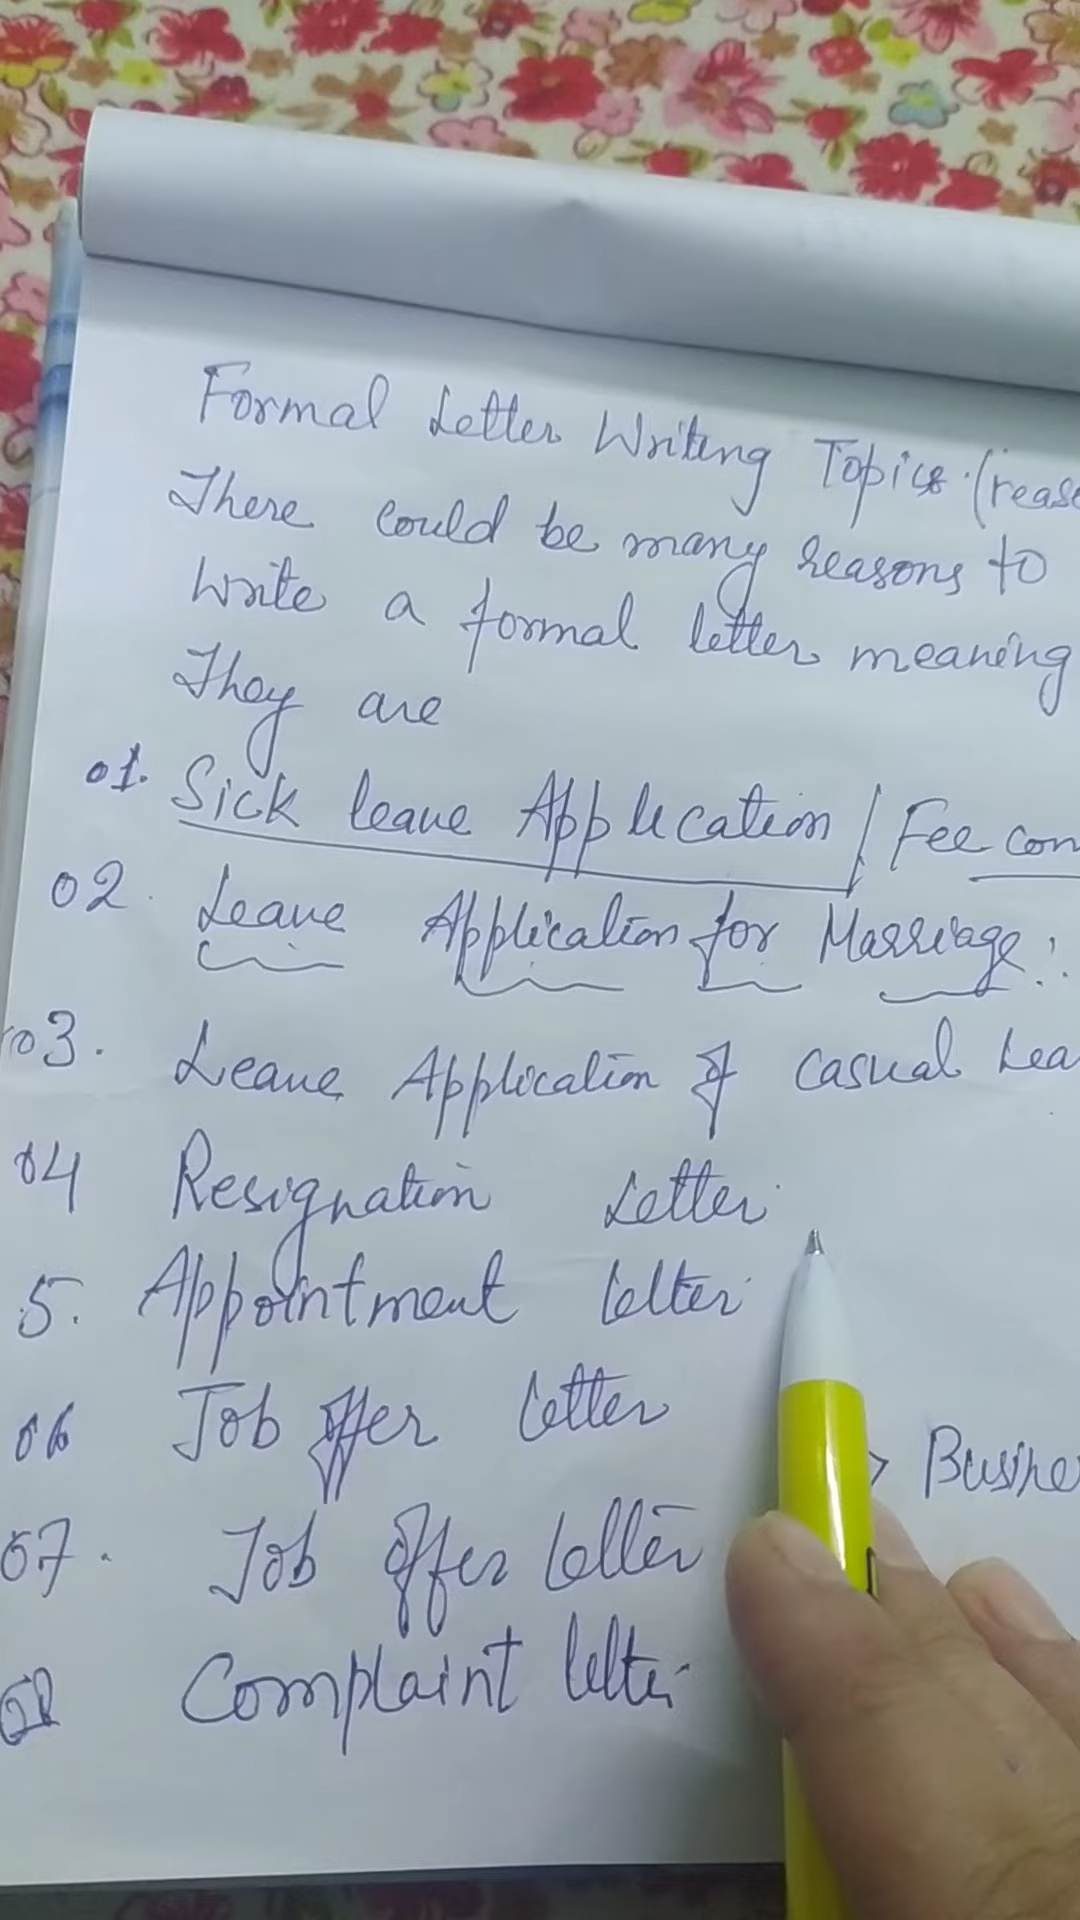 Formal Letter Writing Topics. (reas
There could be many reasons to
write a formal letter meaning
They are
01. Sick leave Application / Fee con
02. Leave Application for Marriage:
03. Leave Application of casual Lea
04 Resignation Letter.
5. Appointment letter.
06 Job offer letter
> Busine
07. Job offer letter
08 Complaint letter